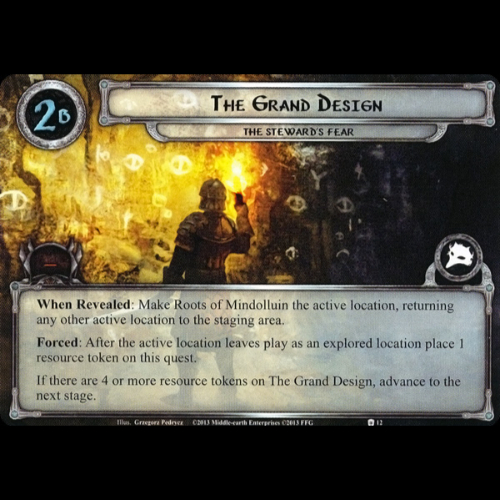 2B
The Grand Design
The Steward's Fear
When Revealed: Make Roots of Mindolluin the active location, returning
any other active location to the staging area.
Forced: After the active location leaves play as an explored location place 1
resource token on this quest.
If there are 4 or more resource tokens on The Grand Design, advance to the
next stage.
Illus. Grzegorz Pedrycz ©2013 Middle-earth Enterprises ©2013 FFG 12